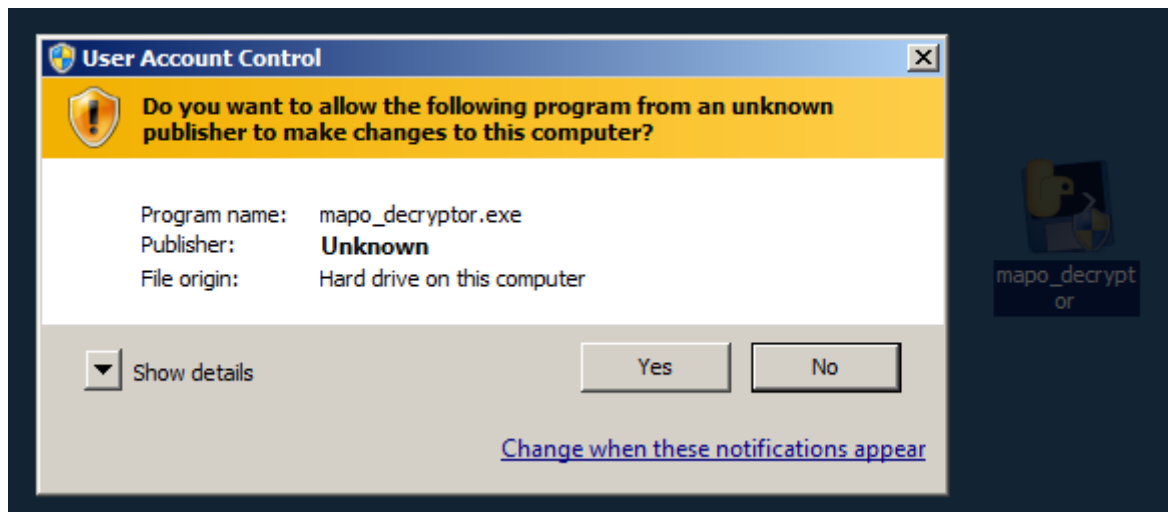 User Account Control
Do you want to allow the following program from an unknown
publisher to make changes to this computer?
Program name: mapo_decryptor.exe
Publisher: Unknown
File origin: Hard drive on this computer
Show details
Yes
No
Change when these notifications appear
mapo_decrypt
or